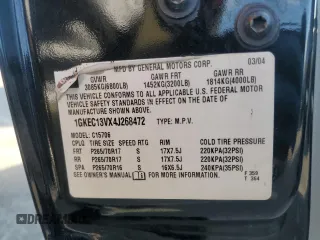 MFD BY GENERAL MOTORS CORP. 03/04
GVWR GAWR FRT GAWR RR
3085KG(6800LB) 1452KG(3200LB) 1814KG(4000LB)
THIS VEHICLE CONFORMS TO ALL APPLICABLE U.S. FEDERAL MOTOR
VEHICLE SAFETY STANDARDS IN EFFECT ON THE DATE OF
MANUFACTURE SHOWN ABOVE.
1GKEC13VX4J268472 TYPE: M.P.V.
MODEL: C15706
CPLQ TIRE SIZE SPEED RTG RIM COLD TIRE PRESSURE
FRT P265/70R17 S 17X7.5J 220KPA(32PSI)
RR P265/70R17 S 17X7.5J 220KPA(32PSI)
SPA P265/70R16 S 16X6.5J 240KPA(35PSI)
SEE OWNER'S MANUAL FOR ADDITIONAL INFORMATION